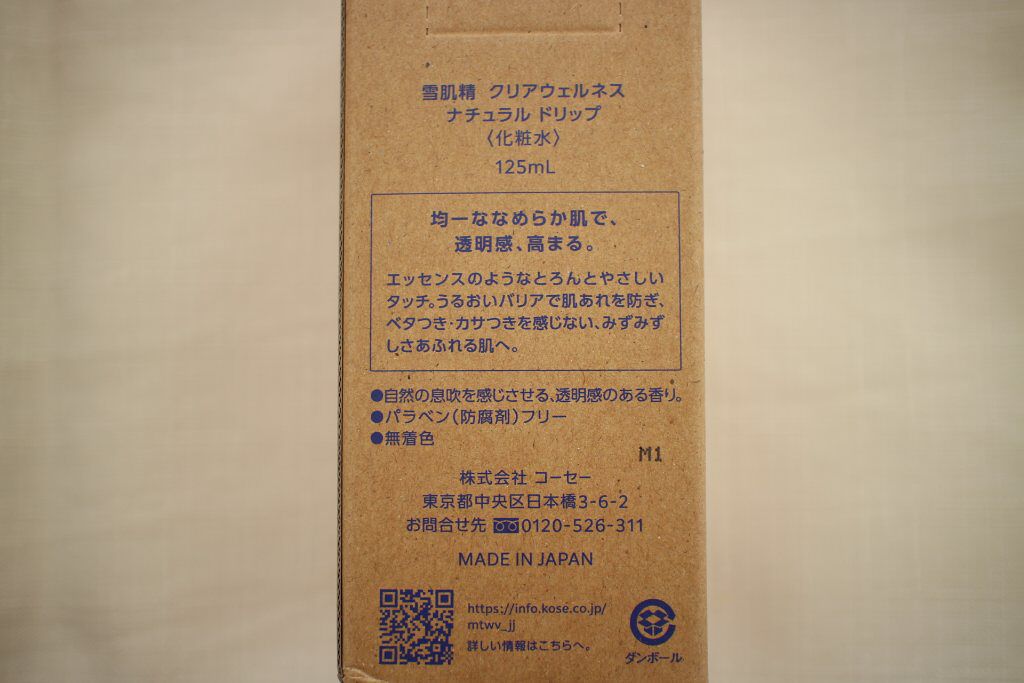 雪肌精 クリアウェルネス
ナチュラル ドリップ
〈化粧水〉
125mL
均一ななめらか肌で、
透明感、高まる。
エッセンスのようなとろんとやさしい
タッチ。うるおいバリアで肌あれを防ぎ、
ベタつき・カサつきを感じない、みずみず
しさあふれる肌へ。
●自然の息吹を感じさせる、透明感のある香り。
●パラベン(防腐剤)フリー
●無着色
M1
株式会社 コーセー
東京都中央区日本橋3-6-2
お問合せ先 0120-526-311
MADE IN JAPAN
https://info.kose.co.jp/
mtwv_jj
詳しい情報はこちらへ。
ダンボール